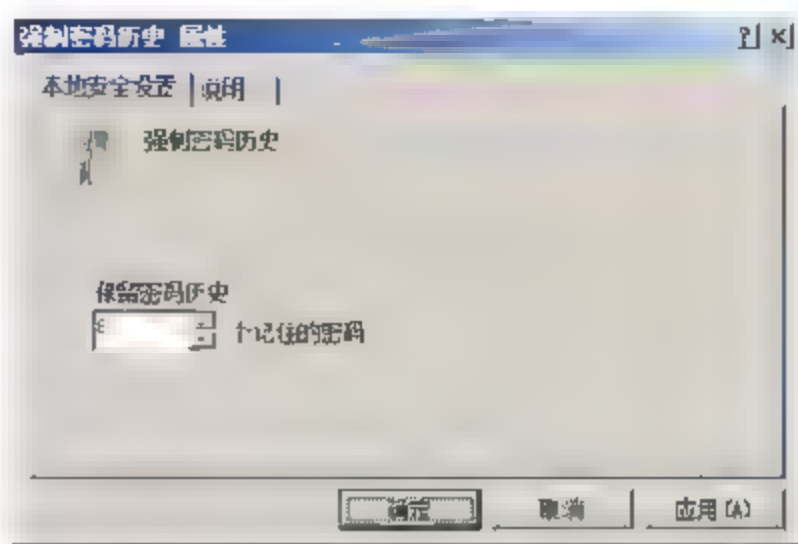 强制密码历史 属性
本地安全设置 说明
强制密码历史
保留密码历史
个记住的密码
确定 取消 应用(A)